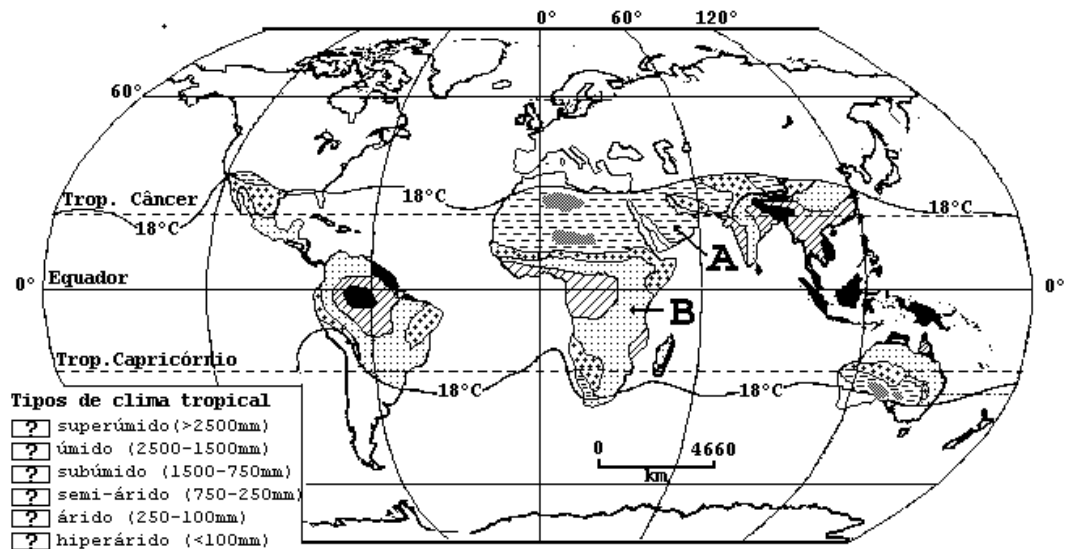 0° 60° 120°
60°
Trop. Câncer
18°C
18°C
18°C
A
Equador
0°
0°
B
Trop.Capricórnio
18°C
18°C
18°C
Tipos de clima tropical
? superúmido(>2500mm)
? úmido (2500-1500mm)
? subúmido (1500-750mm)
? semi-árido (750-250mm)
? árido (250-100mm)
? hiperárido (<100mm)
0 4660
km